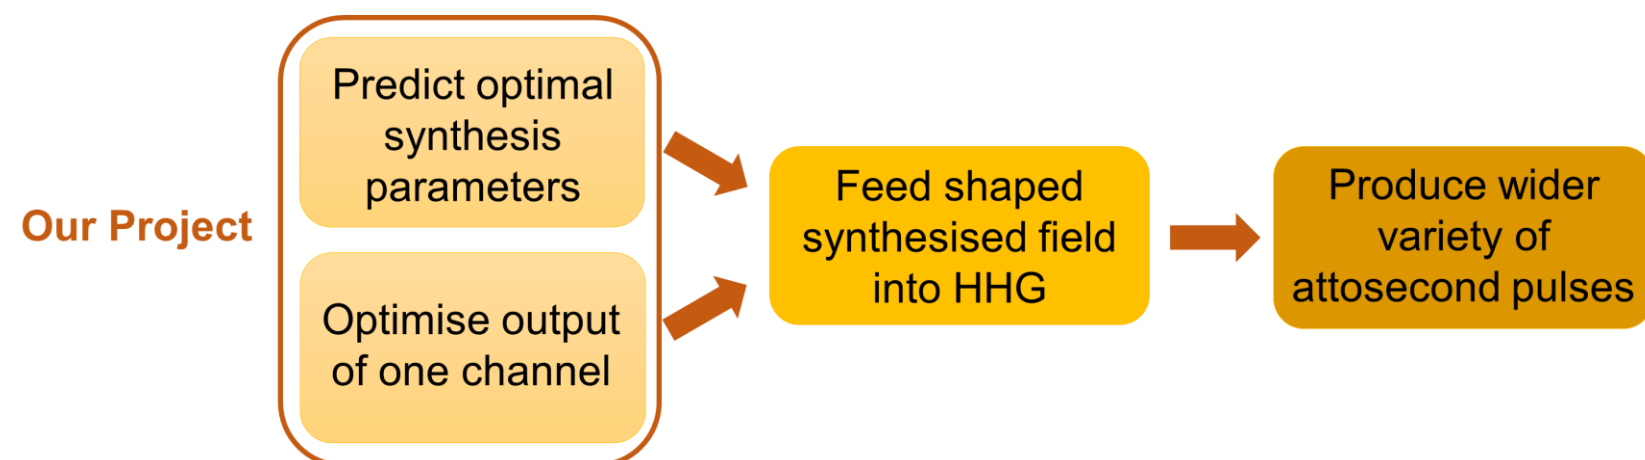 Our Project
Predict optimal
synthesis
parameters
Optimise output
of one channel
Feed shaped
synthesised field
into HHG
Produce wider
variety of
attosecond pulses